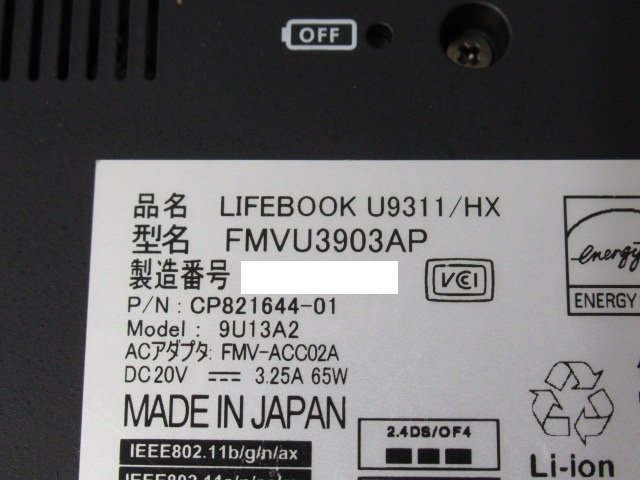 OFF
品名 LIFEBOOK U9311/HX
型名 FMVU3903AP
製造番号
VCCI
P/N : CP821644-01
Model : 9U13A2
ACアダプタ: FMV-ACC02A
DC20V 3.25A 65W
MADE IN JAPAN
energy
ENERGY
2.4DS/OF4
IEEE802.11b/g/n/ax
Li-ion